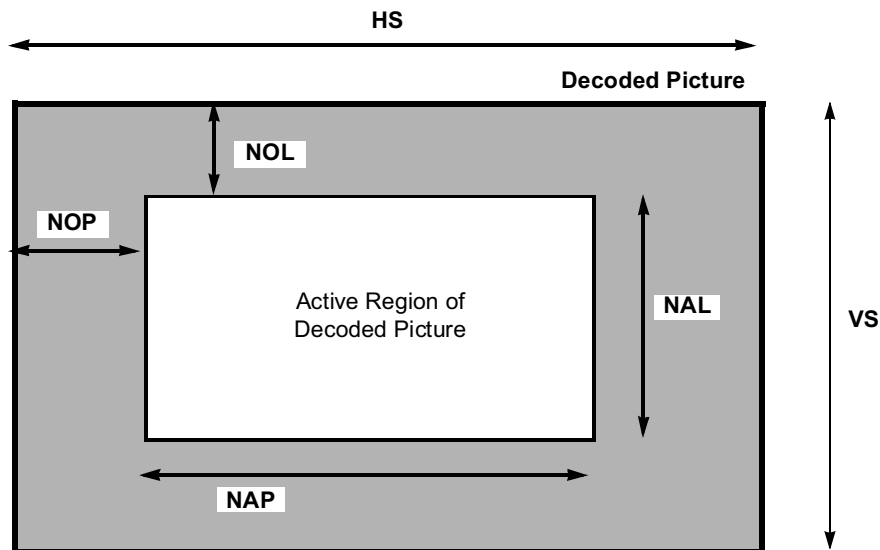 HS
Decoded Picture
NOL
NOP
Active Region of
Decoded Picture
NAL
VS
NAP